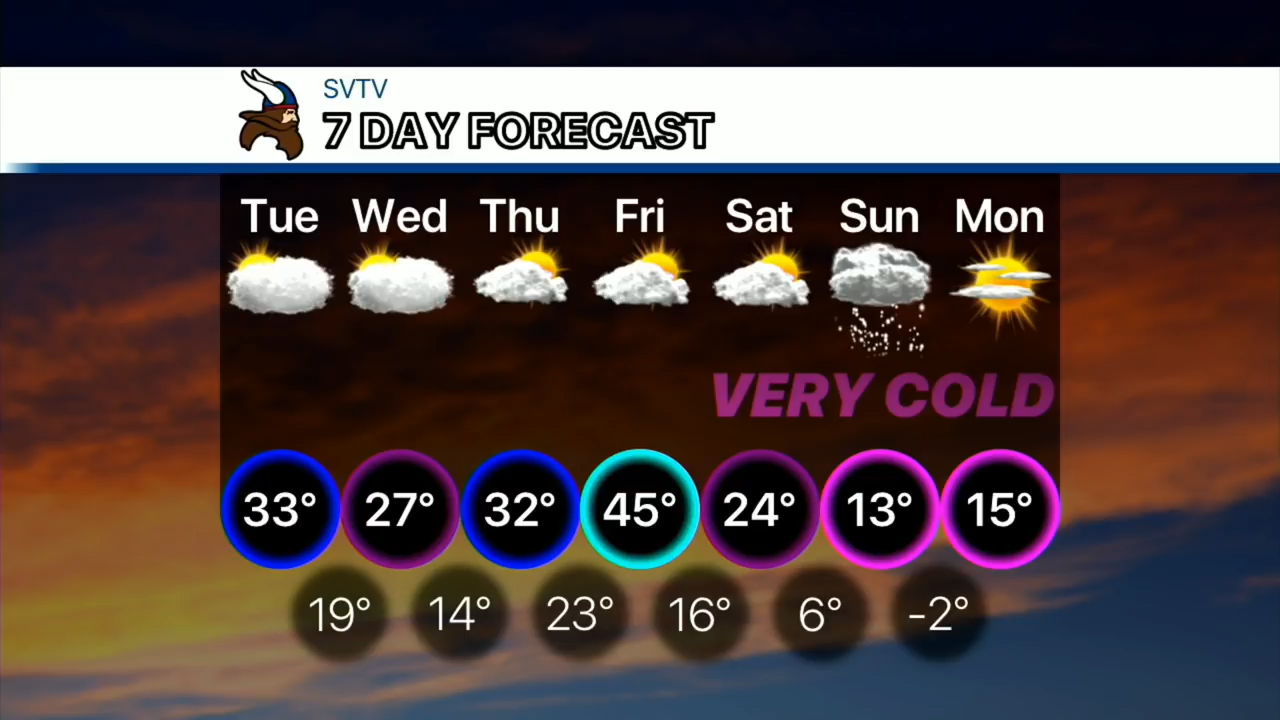 SVTV
7 DAY FORECAST
Tue Wed Thu Fri Sat Sun Mon
VERY COLD
33° 27° 32° 45° 24° 13° 15°
19° 14° 23° 16° 6° -2°